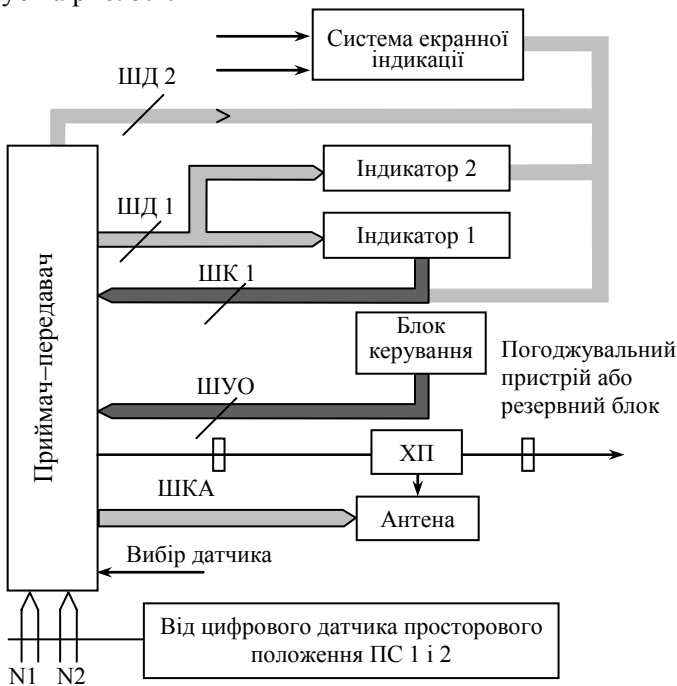 Система екранної
індикації
ШД 2
Індикатор 2
ШД 1
Індикатор 1
ШК 1
Приймач–передавач
Блок
керування
Погоджувальний
пристрій або
резервний блок
ШУО
ХП
ШКА
Антена
Вибір датчика
Від цифрового датчика просторового
положення ПС 1 і 2
N1 N2